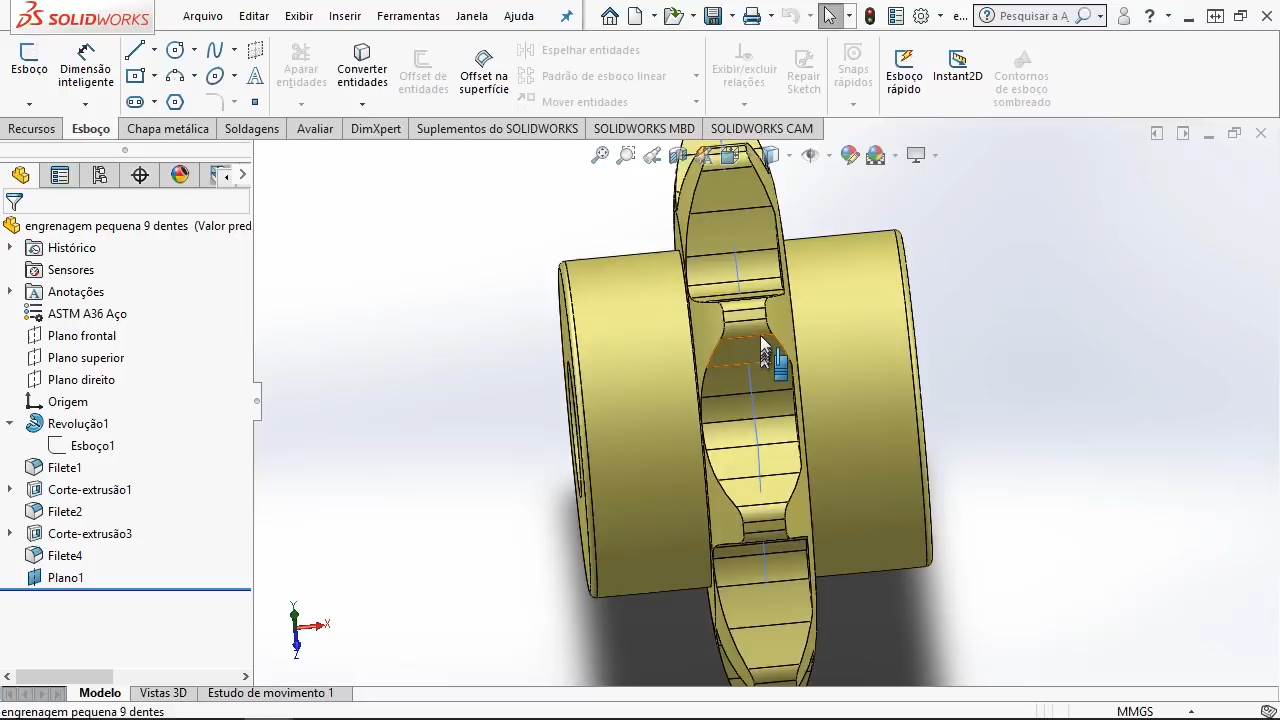 SOLIDWORKS
Arquivo Editar Exibir Inserir Ferramentas Janela Ajuda
e...
Pesquisar a A
Esboço
Dimensão inteligente
Aparar entidades
Converter entidades
Offset de entidades
Offset na superfície
Espelhar entidades
Padrão de esboço linear
Mover entidades
Exibir/excluir relações
Repair Sketch
Snaps rápidos
Esboço rápido
Instant2D
Contornos de esboço sombreado
Recursos Esboço Chapa metálica Soldagens Avaliar DimXpert Suplementos do SOLIDWORKS SOLIDWORKS MBD SOLIDWORKS CAM
engrenagem pequena 9 dentes (Valor pred
Histórico
Sensores
Anotações
ASTM A36 Aço
Plano frontal
Plano superior
Plano direito
Origem
Revolução1
Esboço1
Filete1
Corte-extrusão1
Filete2
Corte-extrusão3
Filete4
Plano1
Y
X
Z
Modelo Vistas 3D Estudo de movimento 1
engrenagem pequena 9 dentes
MMGS